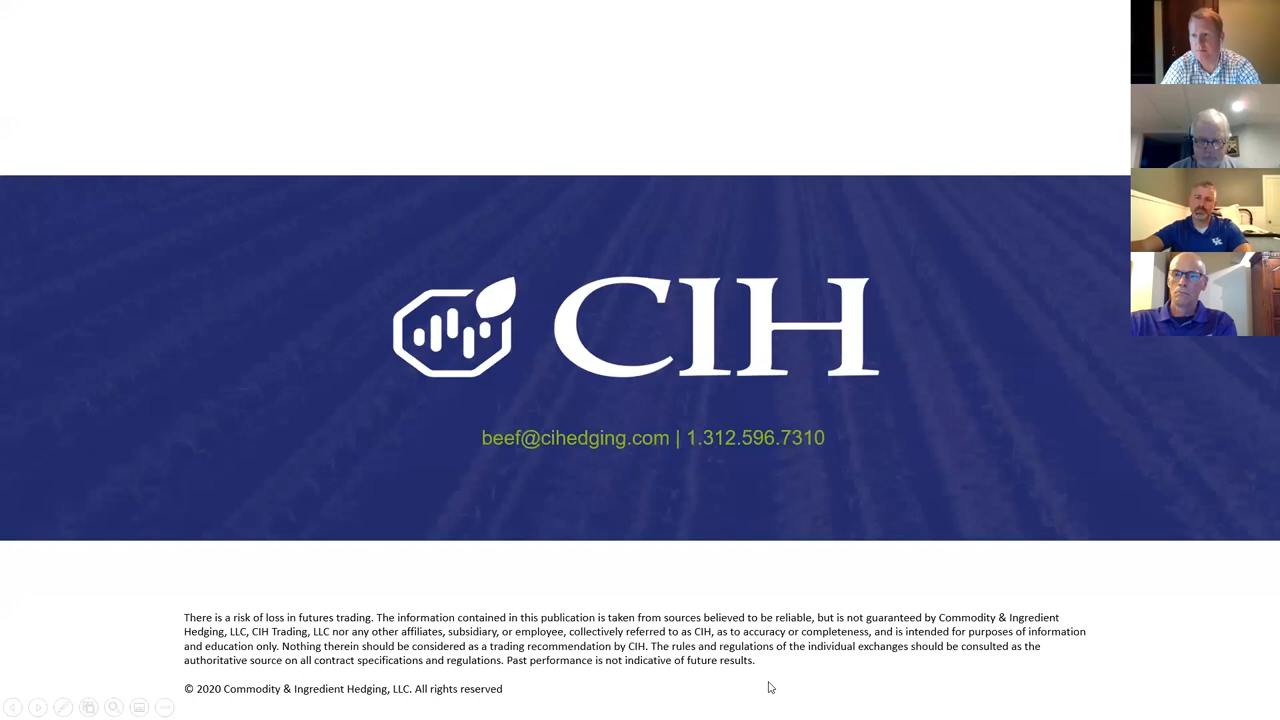 CIH
beef@cihedging.com | 1.312.596.7310
There is a risk of loss in futures trading. The information contained in this publication is taken from sources believed to be reliable, but is not guaranteed by Commodity & Ingredient
Hedging, LLC, CIH Trading, LLC nor any other affiliates, subsidiary, or employee, collectively referred to as CIH, as to accuracy or completeness, and is intended for purposes of information
and education only. Nothing therein should be considered as a trading recommendation by CIH. The rules and regulations of the individual exchanges should be consulted as the
authoritative source on all contract specifications and regulations. Past performance is not indicative of future results.
© 2020 Commodity & Ingredient Hedging, LLC. All rights reserved